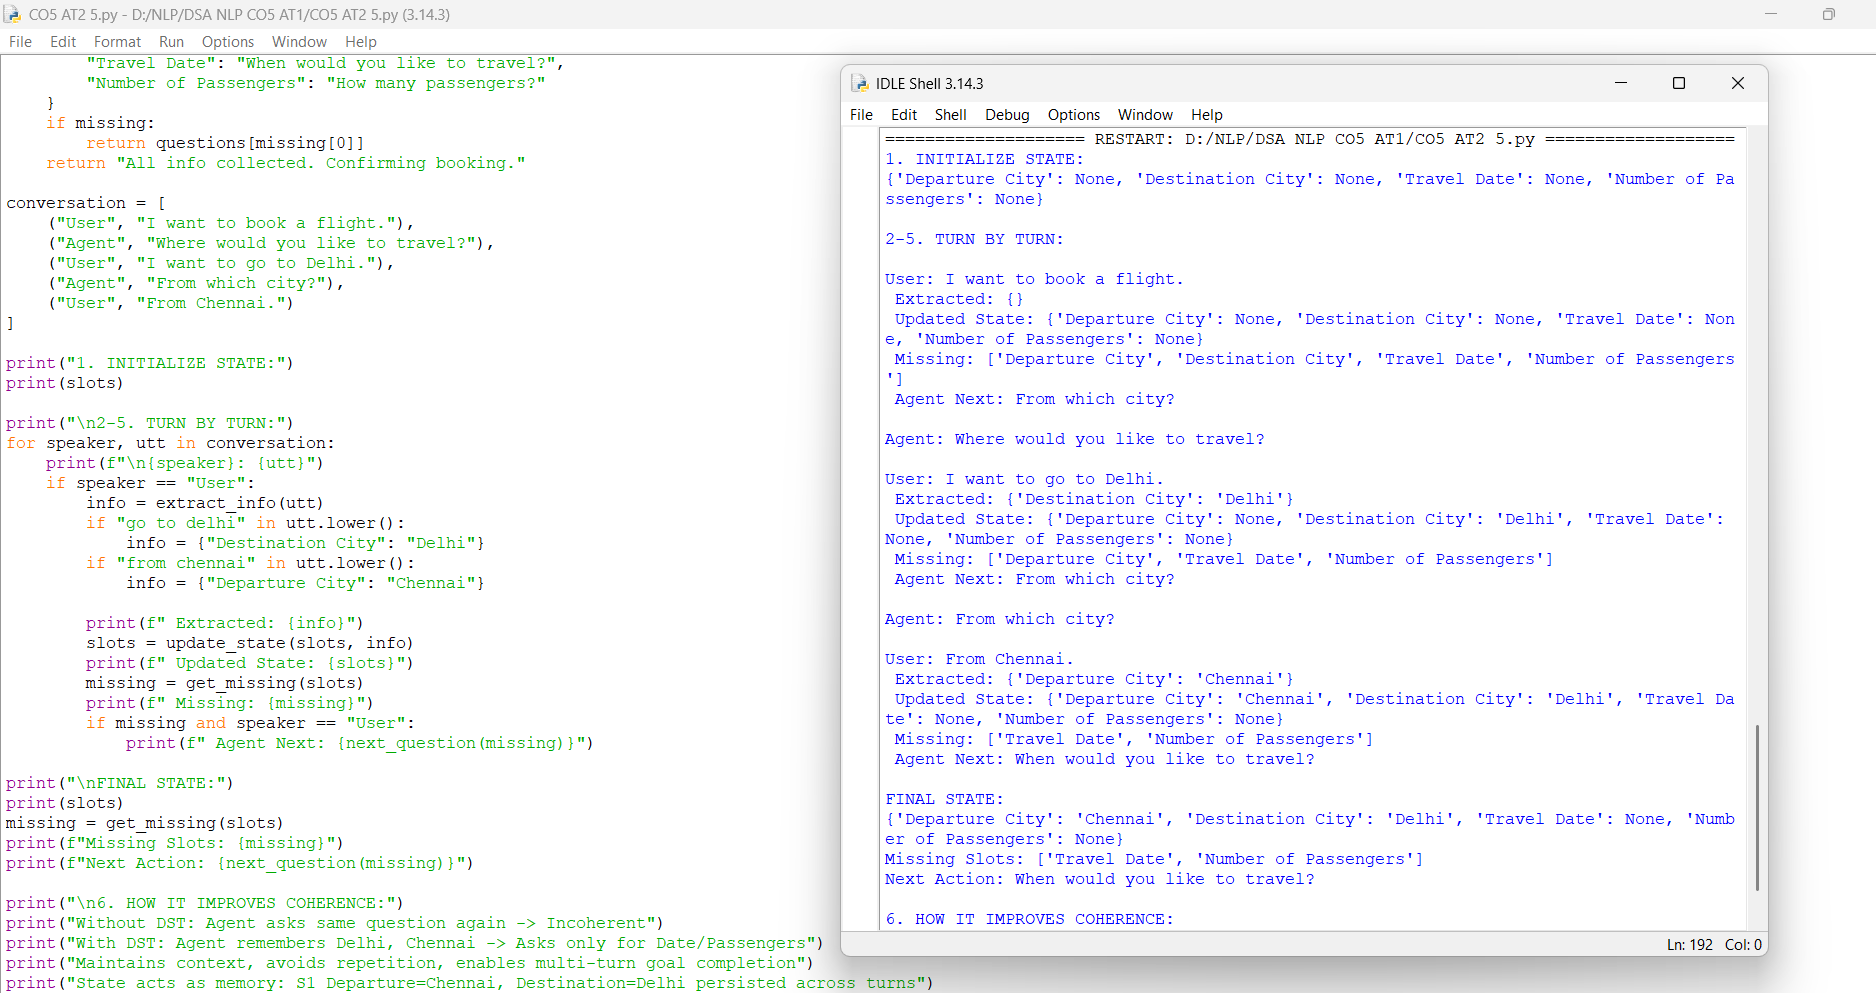 CO5 AT2 5.py - D:/NLP/DSA NLP CO5 AT1/CO5 AT2 5.py (3.14.3)
File Edit Format Run Options Window Help
        "Travel Date": "When would you like to travel?",
        "Number of Passengers": "How many passengers?"
    }
    if missing:
        return questions[missing[0]]
    return "All info collected. Confirming booking."

conversation = [
    ("User", "I want to book a flight."),
    ("Agent", "Where would you like to travel?"),
    ("User", "I want to go to Delhi."),
    ("Agent", "From which city?"),
    ("User", "From Chennai.")
]

print("1. INITIALIZE STATE:")
print(slots)

print("\n2-5. TURN BY TURN:")
for speaker, utt in conversation:
    print(f"\n{speaker}: {utt}")
    if speaker == "User":
        info = extract_info(utt)
        if "go to delhi" in utt.lower():
            info = {"Destination City": "Delhi"}
        if "from chennai" in utt.lower():
            info = {"Departure City": "Chennai"}

        print(f" Extracted: {info}")
        slots = update_state(slots, info)
        print(f" Updated State: {slots}")
        missing = get_missing(slots)
        print(f" Missing: {missing}")
        if missing and speaker == "User":
            print(f" Agent Next: {next_question(missing)}")

print("\nFINAL STATE:")
print(slots)
missing = get_missing(slots)
print(f"Missing Slots: {missing}")
print(f"Next Action: {next_question(missing)}")

print("\n6. HOW IT IMPROVES COHERENCE:")
print("Without DST: Agent asks same question again -> Incoherent")
print("With DST: Agent remembers Delhi, Chennai -> Asks only for Date/Passengers")
print("Maintains context, avoids repetition, enables multi-turn goal completion")
print("State acts as memory: S1 Departure=Chennai, Destination=Delhi persisted across turns")
IDLE Shell 3.14.3
File Edit Shell Debug Options Window Help
==================== RESTART: D:/NLP/DSA NLP CO5 AT1/CO5 AT2 5.py ===================
1. INITIALIZE STATE:
{'Departure City': None, 'Destination City': None, 'Travel Date': None, 'Number of Pa
ssengers': None}

2-5. TURN BY TURN:

User: I want to book a flight.
 Extracted: {}
 Updated State: {'Departure City': None, 'Destination City': None, 'Travel Date': Non
e, 'Number of Passengers': None}
 Missing: ['Departure City', 'Destination City', 'Travel Date', 'Number of Passengers
']
 Agent Next: From which city?

Agent: Where would you like to travel?

User: I want to go to Delhi.
 Extracted: {'Destination City': 'Delhi'}
 Updated State: {'Departure City': None, 'Destination City': 'Delhi', 'Travel Date':
None, 'Number of Passengers': None}
 Missing: ['Departure City', 'Travel Date', 'Number of Passengers']
 Agent Next: From which city?

Agent: From which city?

User: From Chennai.
 Extracted: {'Departure City': 'Chennai'}
 Updated State: {'Departure City': 'Chennai', 'Destination City': 'Delhi', 'Travel Da
te': None, 'Number of Passengers': None}
 Missing: ['Travel Date', 'Number of Passengers']
 Agent Next: When would you like to travel?

FINAL STATE:
{'Departure City': 'Chennai', 'Destination City': 'Delhi', 'Travel Date': None, 'Numb
er of Passengers': None}
Missing Slots: ['Travel Date', 'Number of Passengers']
Next Action: When would you like to travel?

6. HOW IT IMPROVES COHERENCE:
Ln: 192 Col: 0